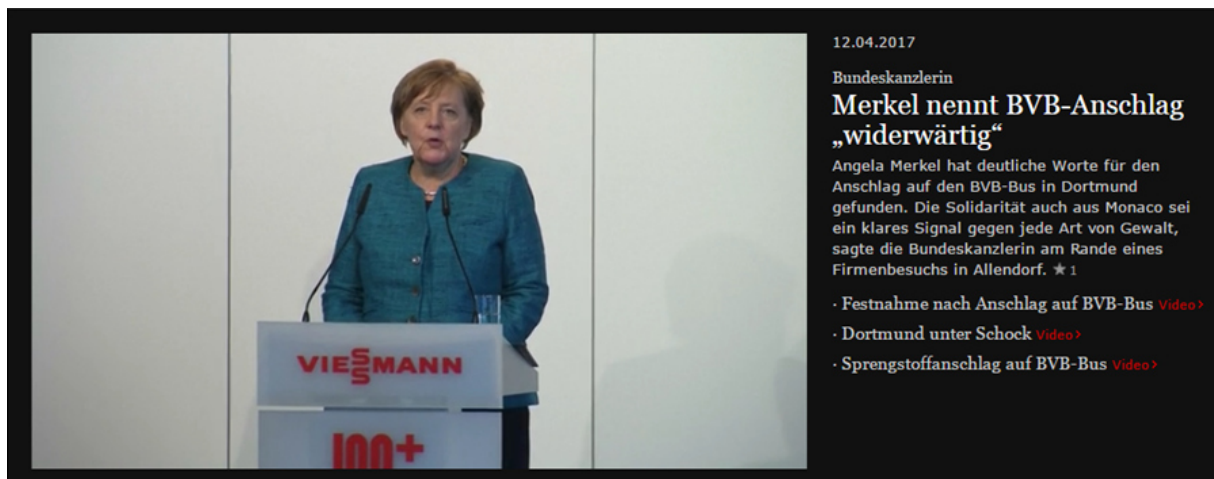 12.04.2017
Bundeskanzlerin
Merkel nennt BVB-Anschlag
„widerwärtig“
Angela Merkel hat deutliche Worte für den
Anschlag auf den BVB-Bus in Dortmund
gefunden. Die Solidarität auch aus Monaco sei
ein klares Signal gegen jede Art von Gewalt,
sagte die Bundeskanzlerin am Rande eines
Firmenbesuchs in Allendorf. ★ 1
· Festnahme nach Anschlag auf BVB-Bus Video›
· Dortmund unter Schock Video›
· Sprengstoffanschlag auf BVB-Bus Video›
VIESSMANN
100+